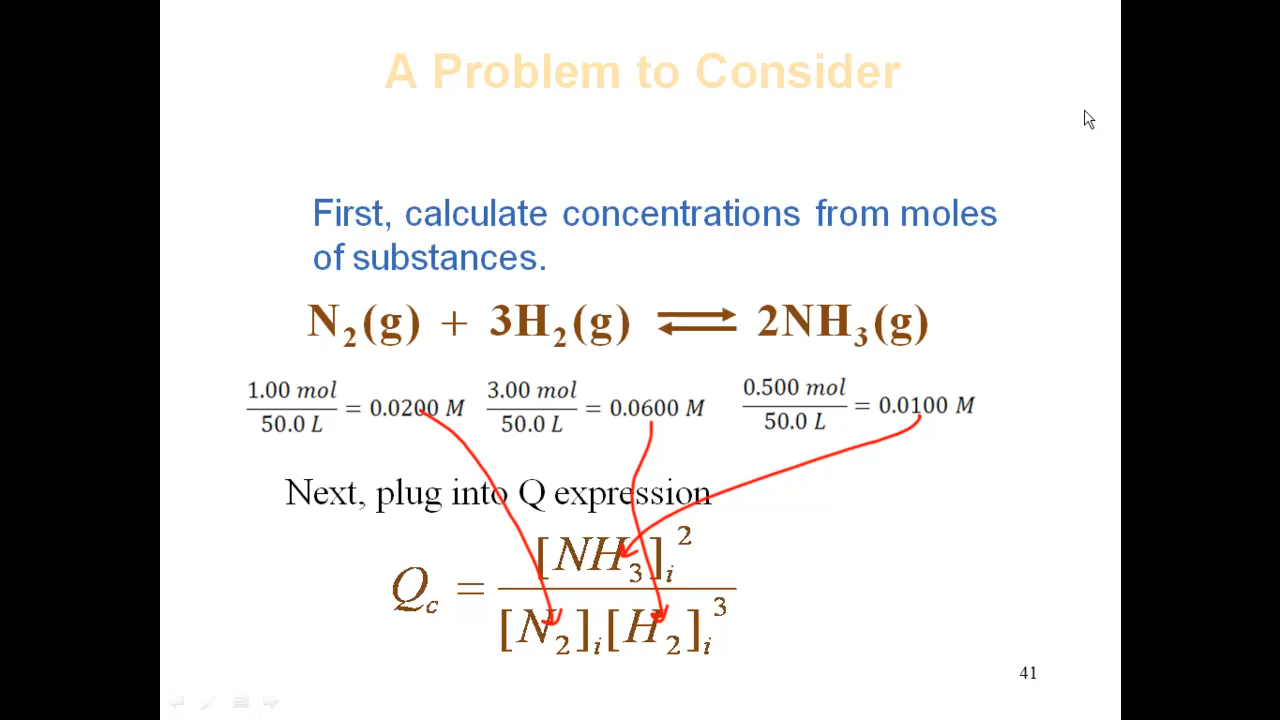 A Problem to Consider
First, calculate concentrations from moles
of substances.
N₂(g) + 3H₂(g) ⇌ 2NH₃(g)
1.00 mol / 50.0 L = 0.0200 M   3.00 mol / 50.0 L = 0.0600 M   0.500 mol / 50.0 L = 0.0100 M
Next, plug into Q expression
Q_c = [NH₃]ᵢ² / [N₂]ᵢ[H₂]ᵢ³
41